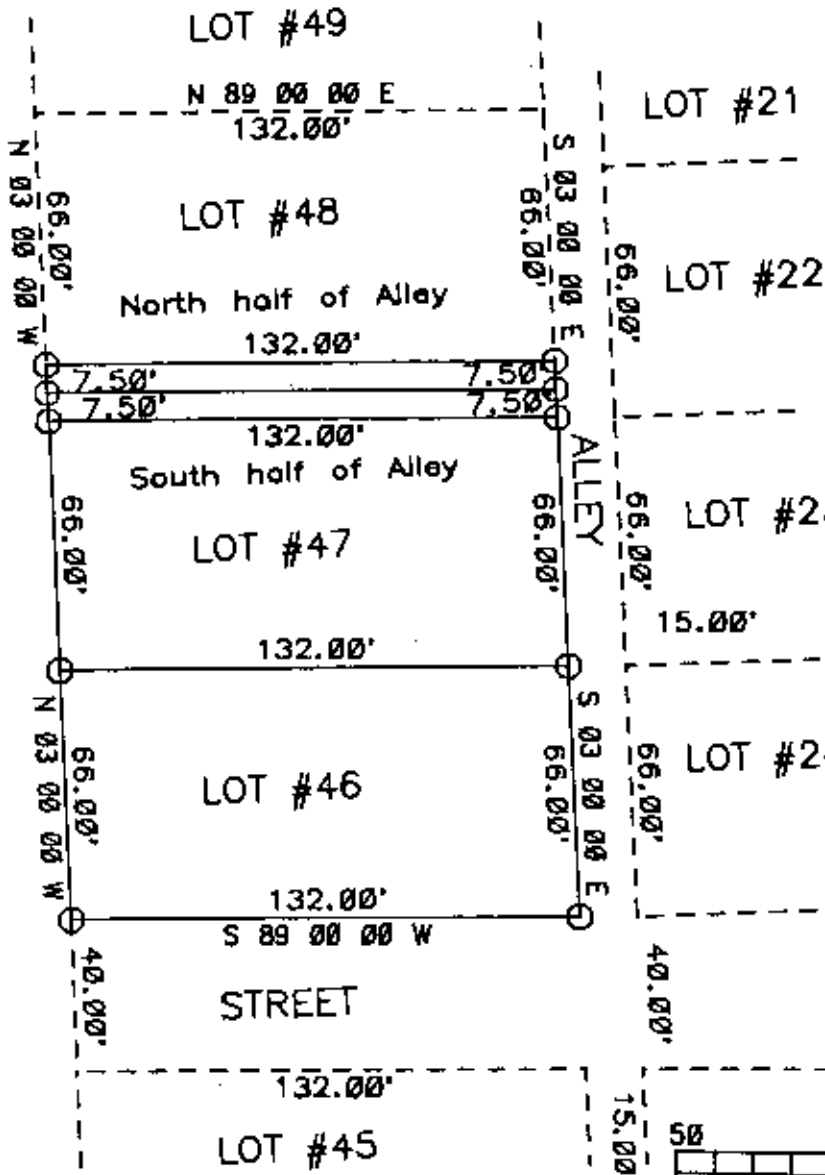 LOT #49
N 89 00 00 E
132.00'
LOT #21
N 03 00 00 W
66.00'
LOT #48
66.00'
S 03 00 00 E
66.00'
LOT #22
North half of Alley
132.00'
7.50'
7.50'
7.50'
7.50'
132.00'
South half of Alley
ALLEY
66.00'
LOT #47
66.00'
66.00'
LOT #2
15.00'
132.00'
N 03 00 00 W
66.00'
LOT #46
66.00'
S 03 00 00 E
66.00'
LOT #2
132.00'
S 89 00 00 W
40.00'
STREET
40.00'
132.00'
LOT #45
15.00
50